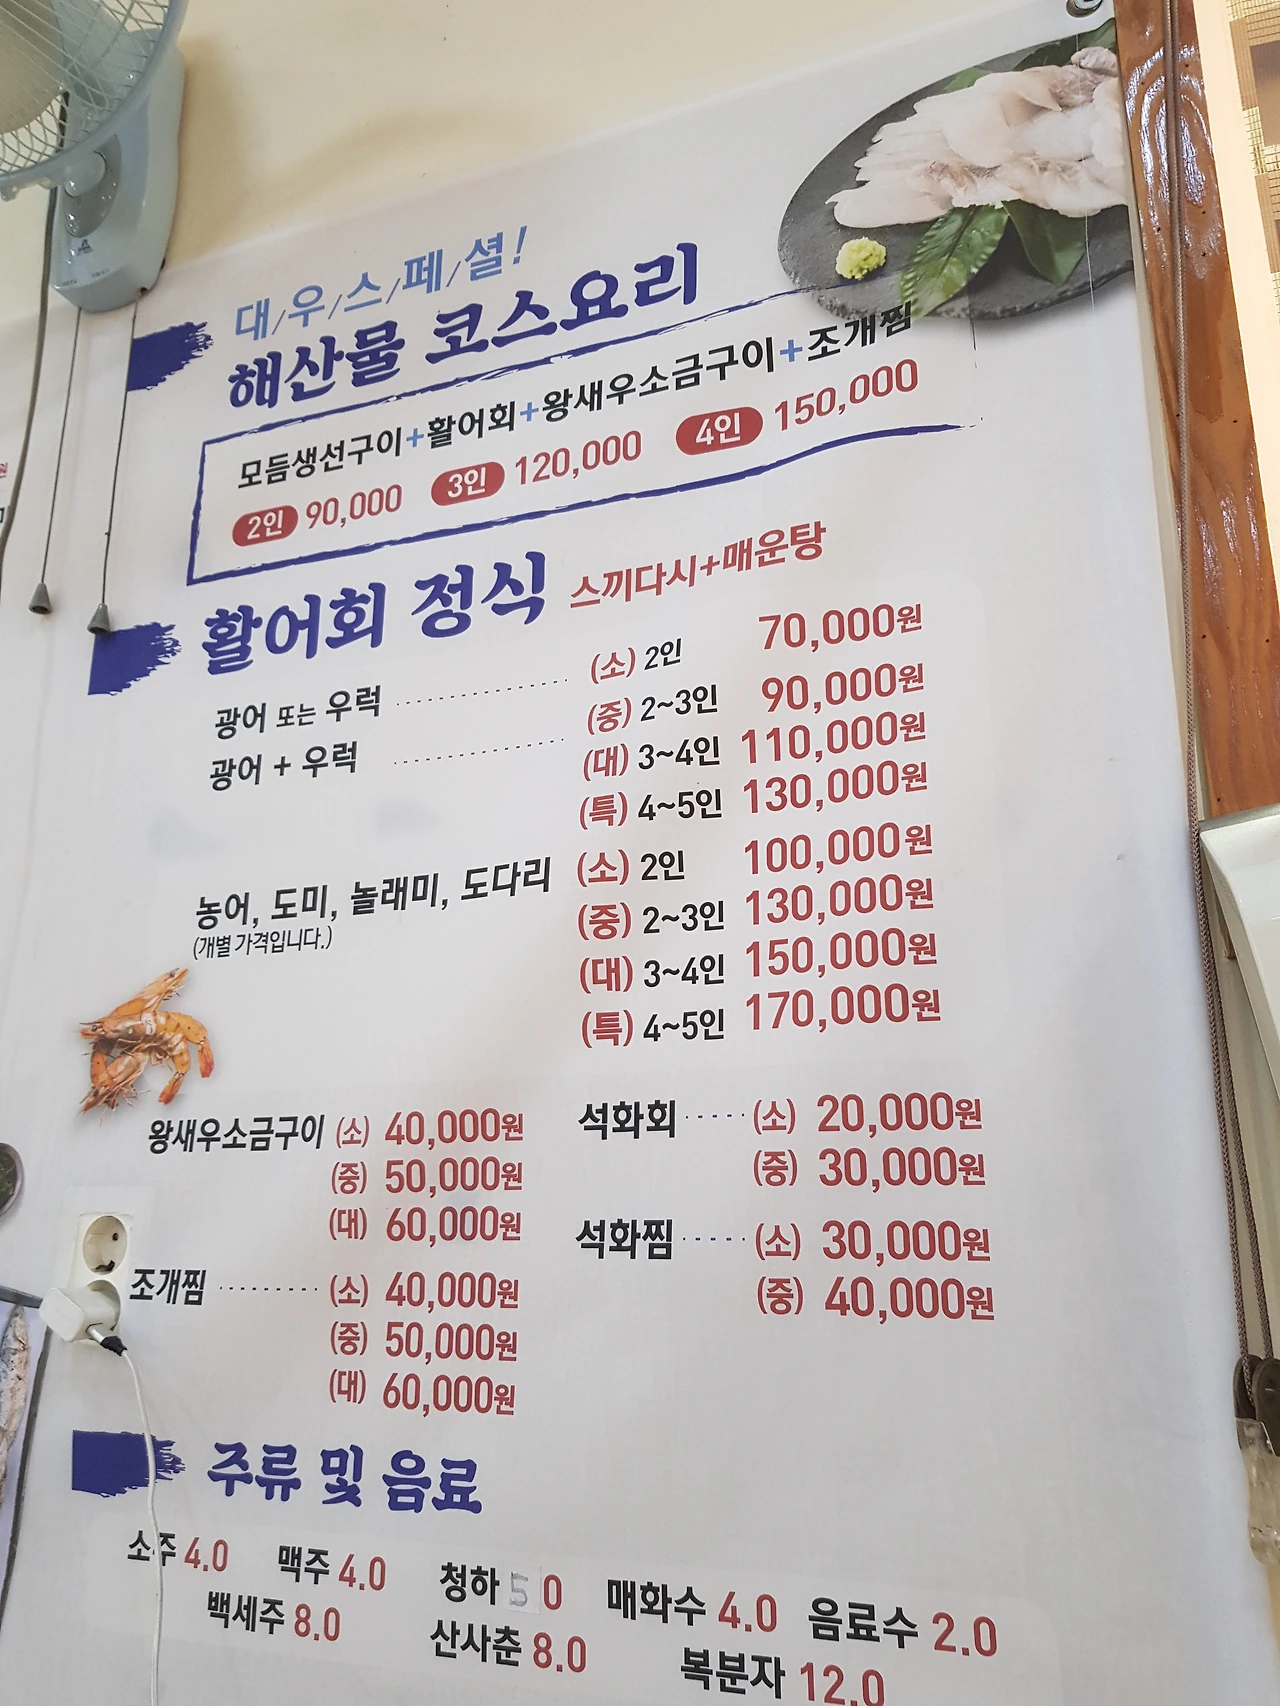 대/우/스/페/셜!
해산물 코스요리
모듬생선구이+활어회+왕새우소금구이+조개찜
2인 90,000 3인 120,000 4인 150,000
활어회 정식 스끼다시+매운탕
광어 또는 우럭 (소) 2인 70,000원
(중) 2~3인 90,000원
광어 + 우럭 (대) 3~4인 110,000원
(특) 4~5인 130,000원
농어, 도미, 놀래미, 도다리 (소) 2인 100,000원
(개별 가격입니다.) (중) 2~3인 130,000원
(대) 3~4인 150,000원
(특) 4~5인 170,000원
왕새우소금구이 (소) 40,000원
(중) 50,000원
(대) 60,000원
조개찜 (소) 40,000원
(중) 50,000원
(대) 60,000원
석화회 (소) 20,000원
(중) 30,000원
석화찜 (소) 30,000원
(중) 40,000원
주류 및 음료
소주 4.0 맥주 4.0 청하 5 0 매화수 4.0 음료수 2.0
백세주 8.0 산사춘 8.0 복분자 12.0